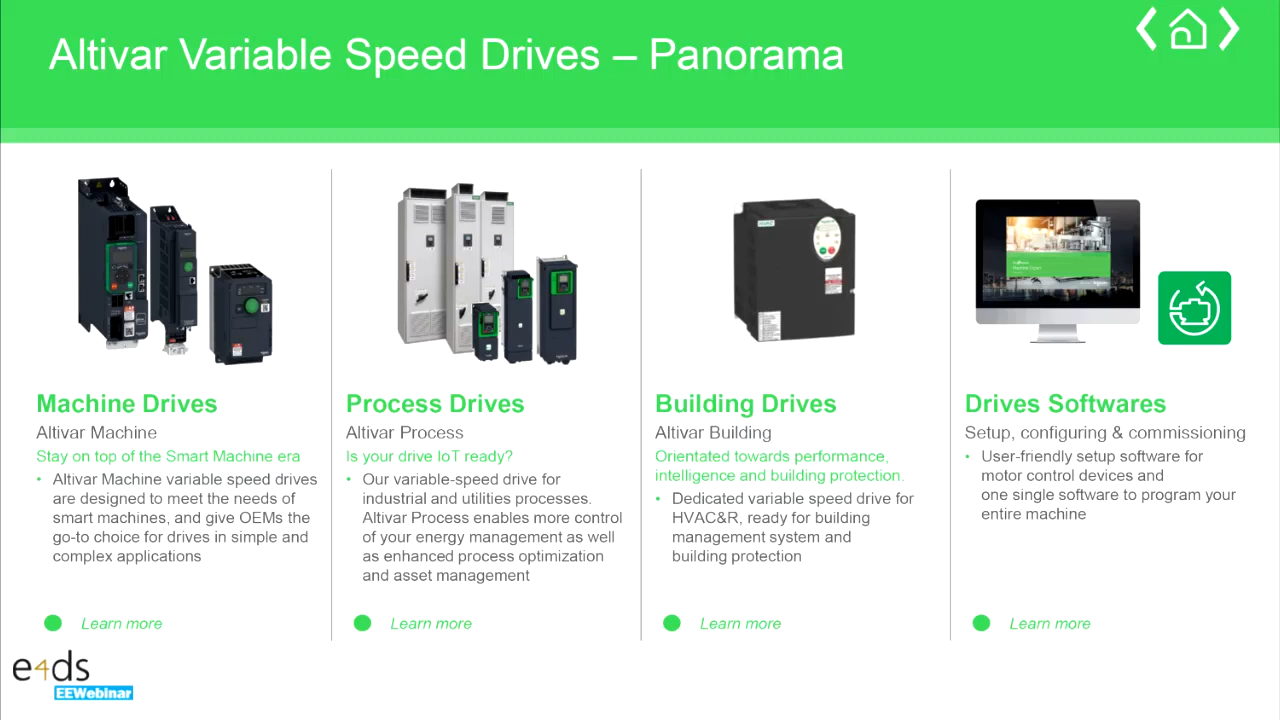 Altivar Variable Speed Drives – Panorama
Machine Drives
Altivar Machine
Stay on top of the Smart Machine era
• Altivar Machine variable speed drives
are designed to meet the needs of
smart machines, and give OEMs the
go-to choice for drives in simple and
complex applications
Learn more
Process Drives
Altivar Process
Is your drive IoT ready?
• Our variable-speed drive for
industrial and utilities processes.
Altivar Process enables more control
of your energy management as well
as enhanced process optimization
and asset management
Learn more
Building Drives
Altivar Building
Orientated towards performance,
intelligence and building protection.
• Dedicated variable speed drive for
HVAC&R, ready for building
management system and
building protection
Learn more
Drives Softwares
Setup, configuring & commissioning
• User-friendly setup software for
motor control devices and
one single software to program your
entire machine
Learn more
e4ds
EEWebinar